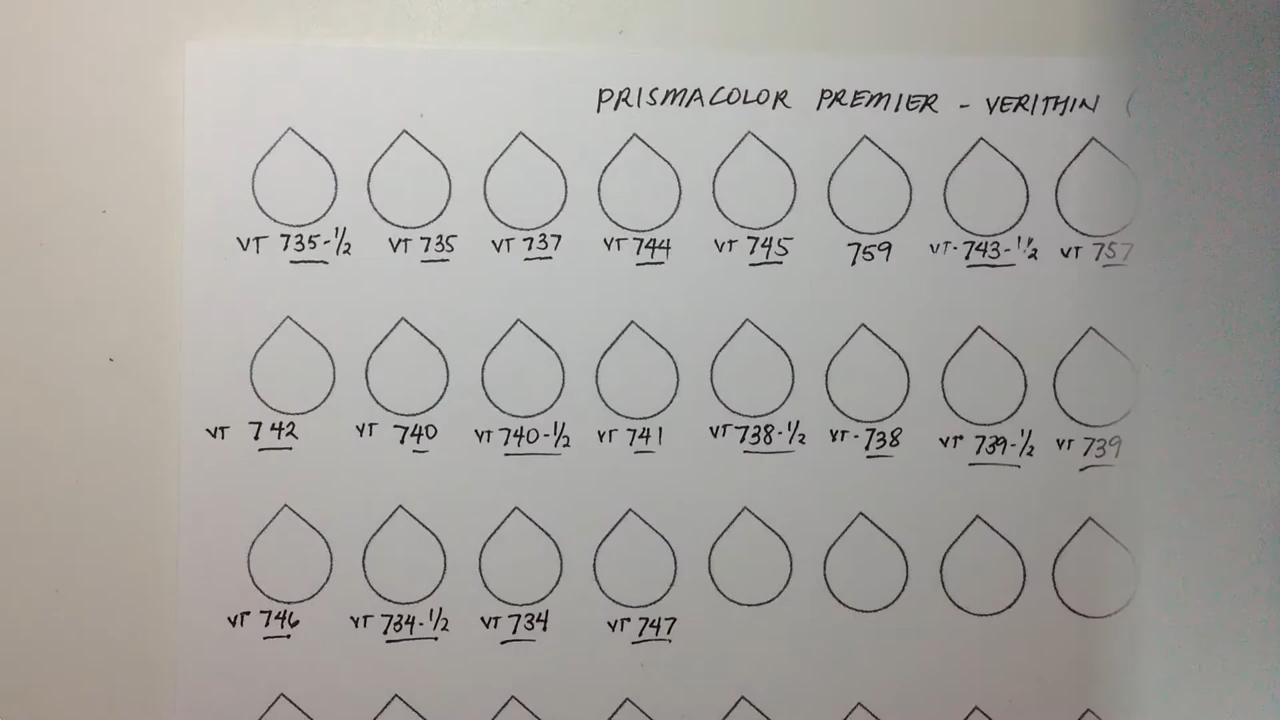 PRISMACOLOR PREMIER - VERITHIN (
VT 735-1/2 VT 735 VT 737 VT 744 VT 745 759 VT-743-1/2 VT 757
VT 742 VT 740 VT 740-1/2 VT 741 VT 738-1/2 VT-738 VT 739-1/2 VT 739
VT 746 VT 734-1/2 VT 734 VT 747